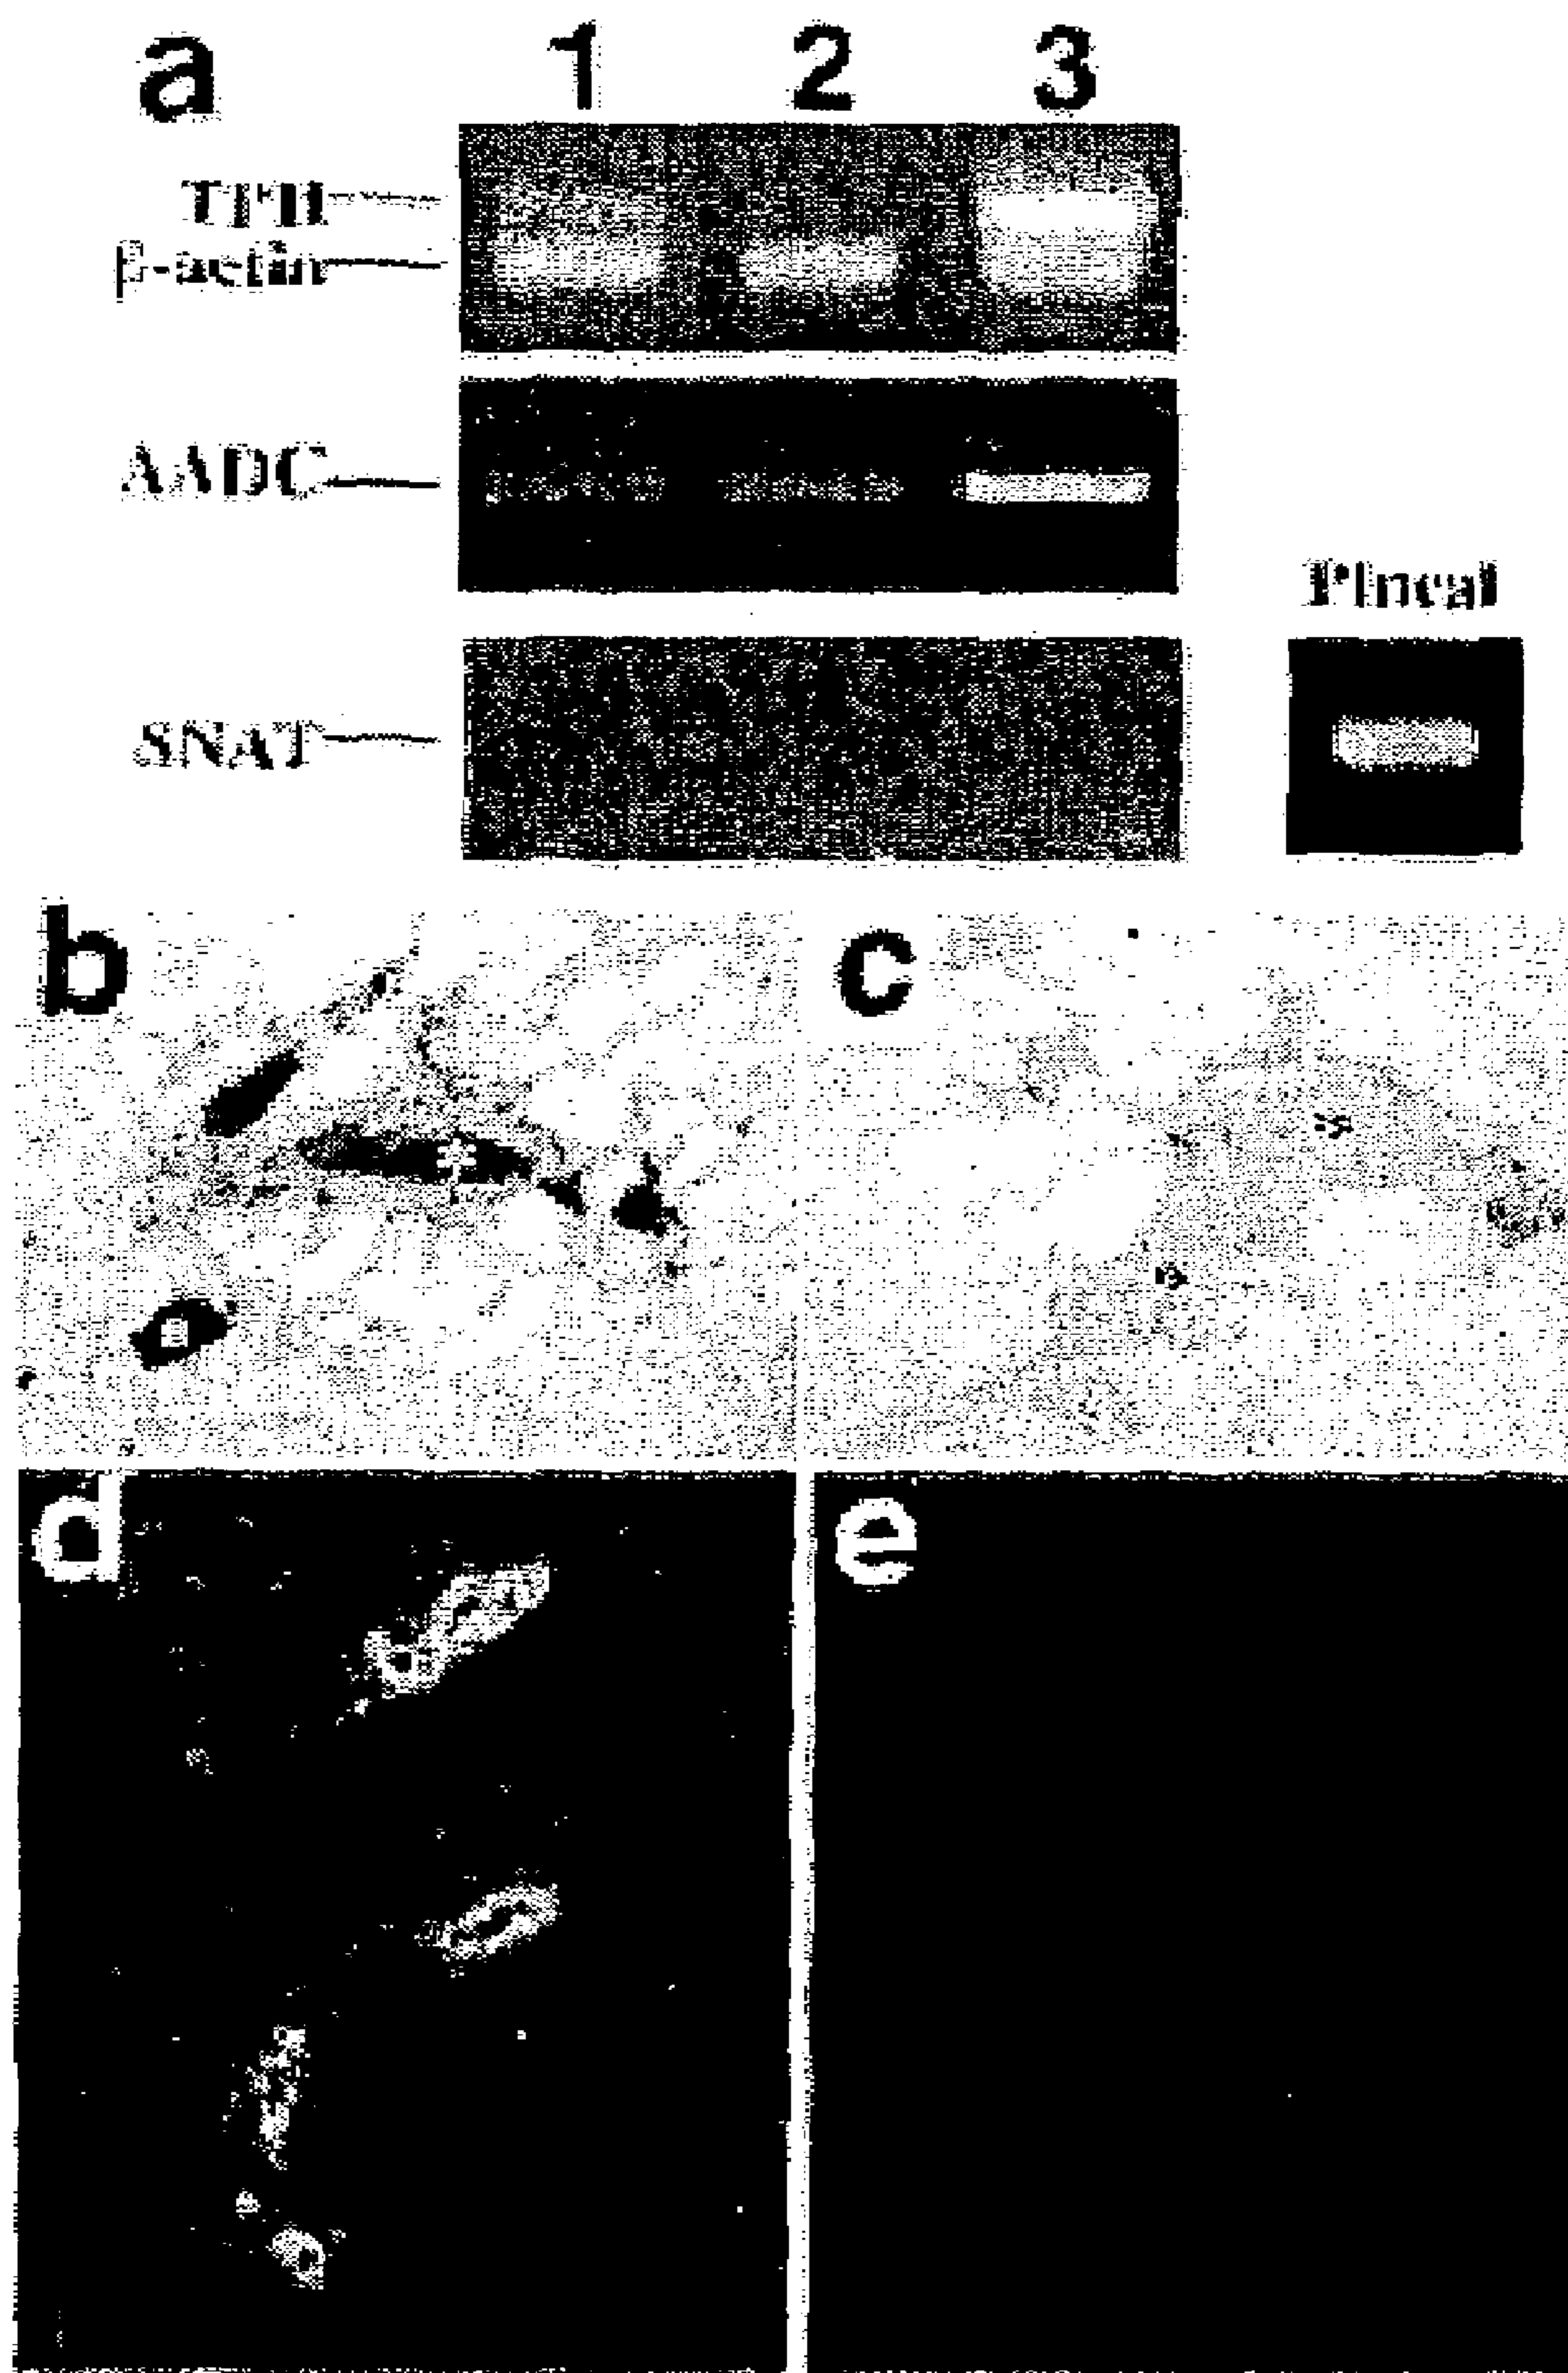 a 1 2 3
TPH
β-actin
AADC
Pineal
SNAT
b c
d e